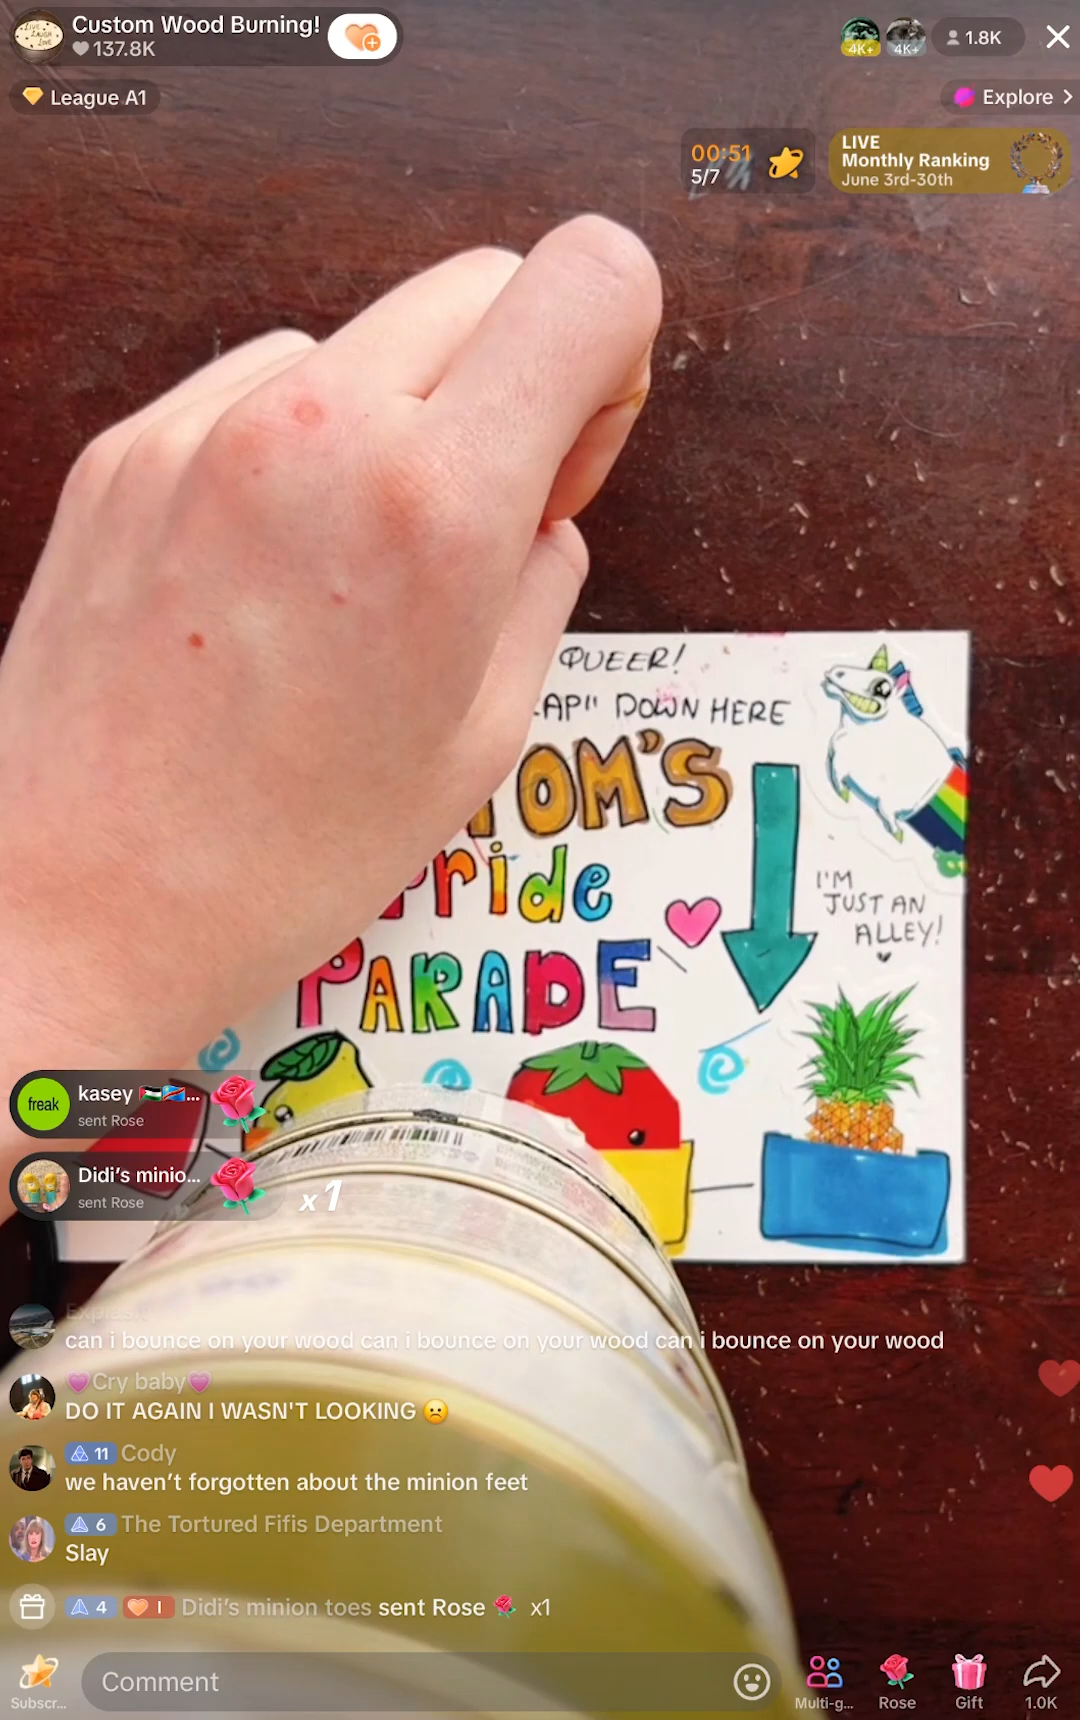 Custom Wood Burning!
137.8K
4K+
4K+
1.8K
League A1
Explore >
00:51
5/7
LIVE
Monthly Ranking
June 3rd-30th
QUEER!
DOWN HERE
OM'S
Pride
PARADE
I'M
JUST AN
ALLEY!
freak
kasey 🇵🇸🇨🇩...
sent Rose
Didi's minio...
sent Rose
x1
can i bounce on your wood can i bounce on your wood can i bounce on your wood
💗Cry baby💗
DO IT AGAIN I WASN'T LOOKING ☹️
11 Cody
we haven't forgotten about the minion feet
6 The Tortured Fifis Department
Slay
4 I Didi's minion toes sent Rose 🌹 x1
Subscr...
Comment
Multi-g...
Rose
Gift
1.0K